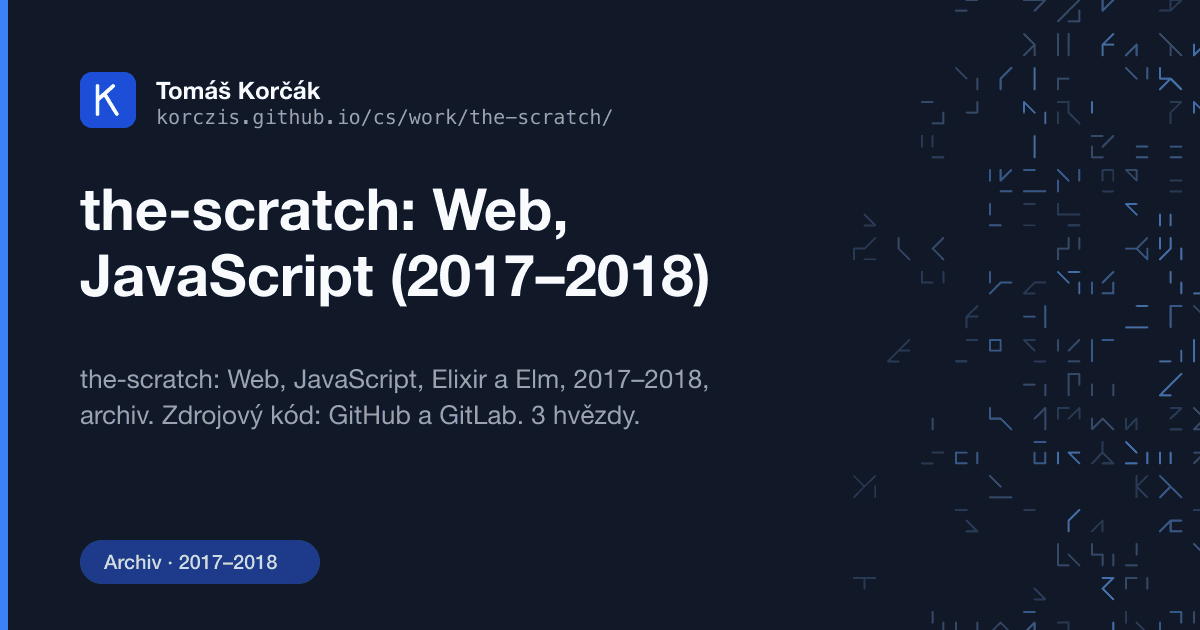 K
Tomáš Korčák
korczis.github.io/cs/work/the-scratch/
the-scratch: Web,
JavaScript (2017–2018)
the-scratch: Web, JavaScript, Elixir a Elm, 2017–2018,
archiv. Zdrojový kód: GitHub a GitLab. 3 hvězdy.
Archiv · 2017–2018